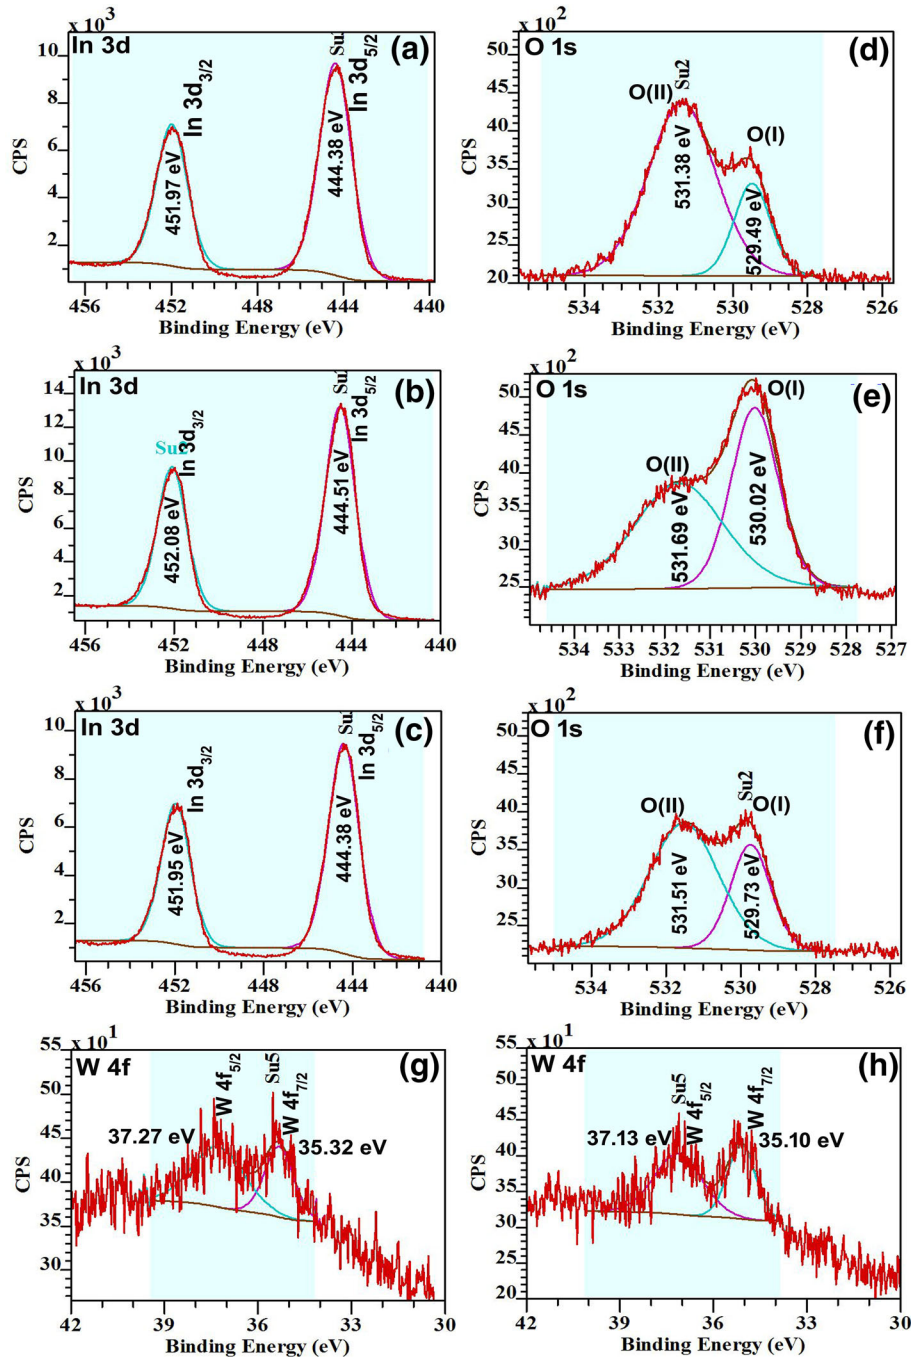 x 10³
In 3d
(a)
10
8
6
4
2
CPS
In 3d3/2
451.97 eV
Su
In 3d5/2
444.38 eV
456
452
448
444
440
Binding Energy (eV)
x 10²
O 1s
(d)
50
45
40
35
30
25
20
CPS
O(II)
Su2
531.38 eV
O(I)
529.49 eV
534
532
530
528
526
Binding Energy (eV)
x 10³
In 3d
(b)
14
12
10
8
6
4
2
CPS
Su2
In 3d3/2
452.08 eV
Su
In 3d5/2
444.51 eV
456
452
448
444
440
Binding Energy (eV)
x 10²
O 1s
(e)
50
45
40
35
30
25
CPS
O(II)
531.69 eV
O(I)
530.02 eV
534
533
532
531
530
529
528
527
Binding Energy (eV)
x 10³
In 3d
(c)
10
8
6
4
2
CPS
In 3d3/2
451.95 eV
Su
In 3d5/2
444.38 eV
456
452
448
444
440
Binding Energy (eV)
x 10²
O 1s
(f)
50
45
40
35
30
25
CPS
O(II)
531.51 eV
Su2
O(I)
529.73 eV
534
532
530
528
526
Binding Energy (eV)
x 10¹
W 4f
(g)
55
50
45
40
35
30
CPS
W 4f5/2
37.27 eV
Su5
W 4f7/2
35.32 eV
42
39
36
33
30
Binding Energy (eV)
x 10¹
W 4f
(h)
55
50
45
40
35
30
25
20
CPS
Su5
W 4f5/2
37.13 eV
W 4f7/2
35.10 eV
42
39
36
33
30
Binding Energy (eV)